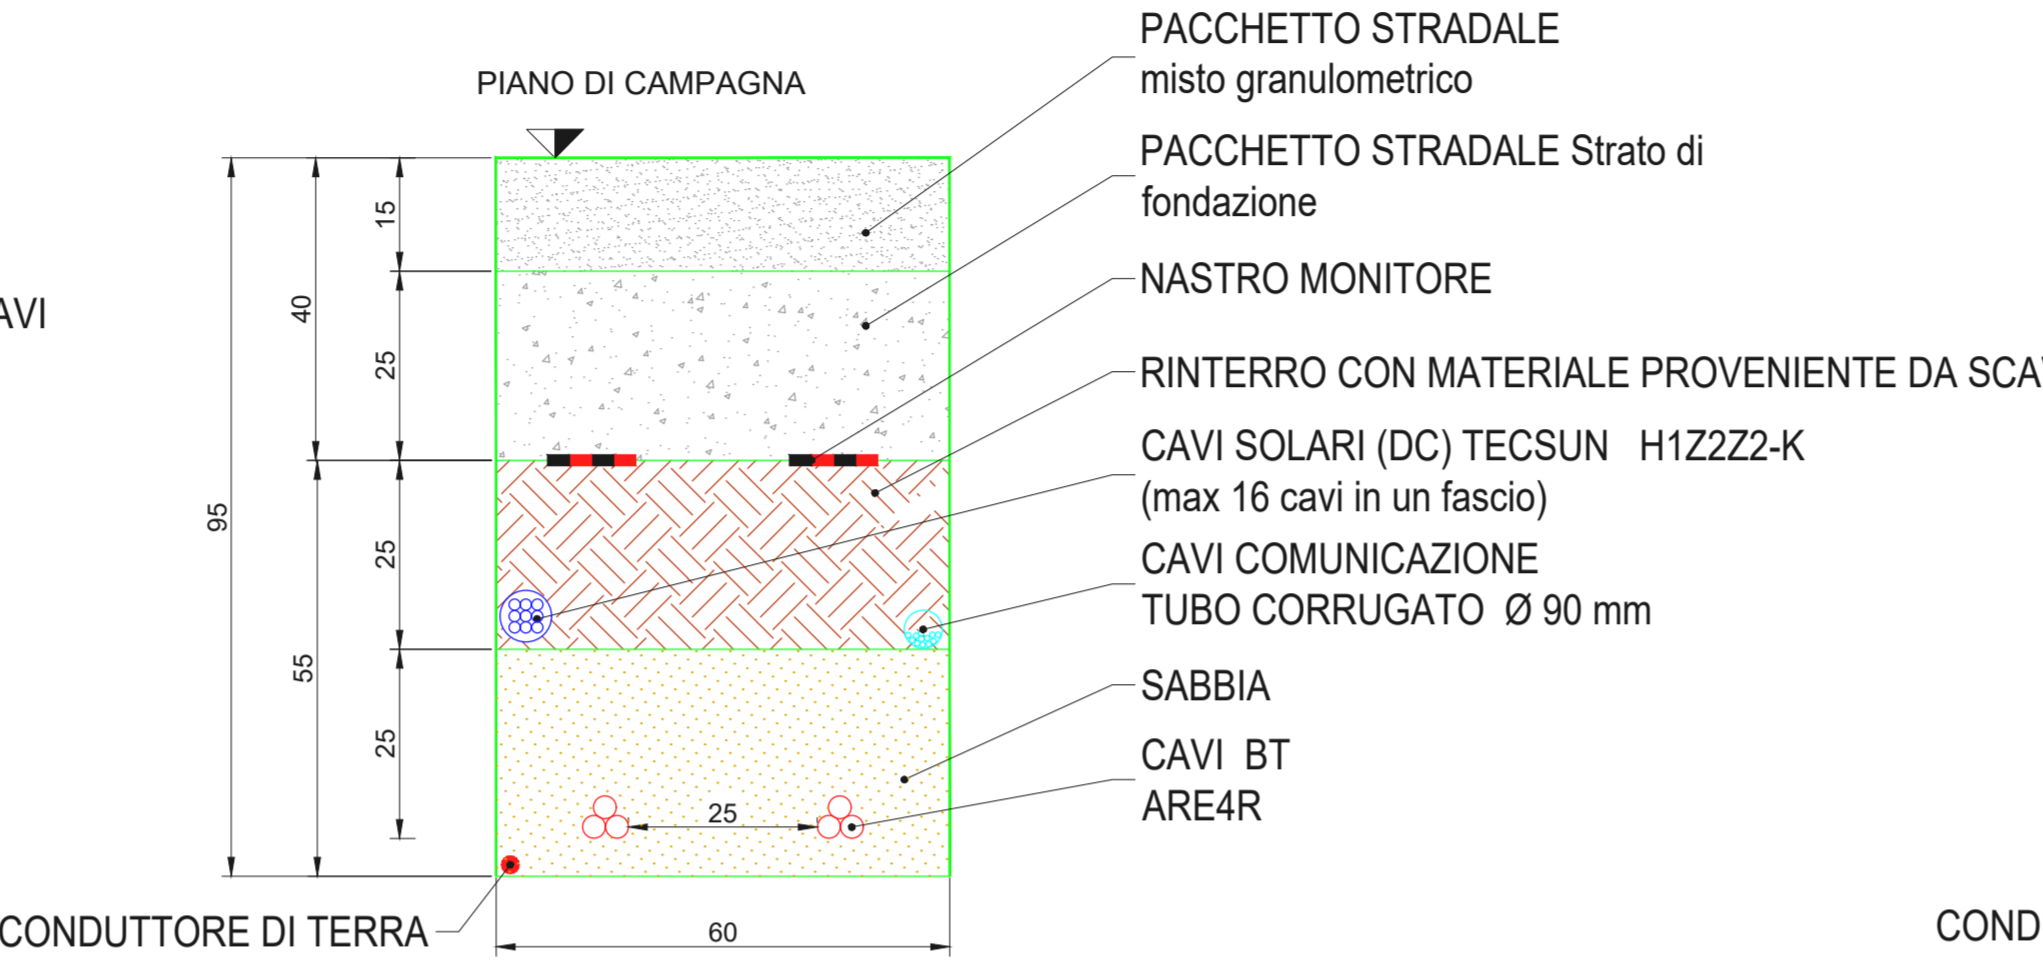 PACCHETTO STRADALE
misto granulometrico
PIANO DI CAMPAGNA
PACCHETTO STRADALE Strato di
fondazione
15
NASTRO MONITORE
40
AVI
25
RINTERRO CON MATERIALE PROVENIENTE DA SCAV
CAVI SOLARI (DC) TECSUN H1Z2Z2-K
(max 16 cavi in un fascio)
95
25
CAVI COMUNICAZIONE
TUBO CORRUGATO Ø 90 mm
55
SABBIA
25
CAVI BT
ARE4R
25
CONDUTTORE DI TERRA
60
COND